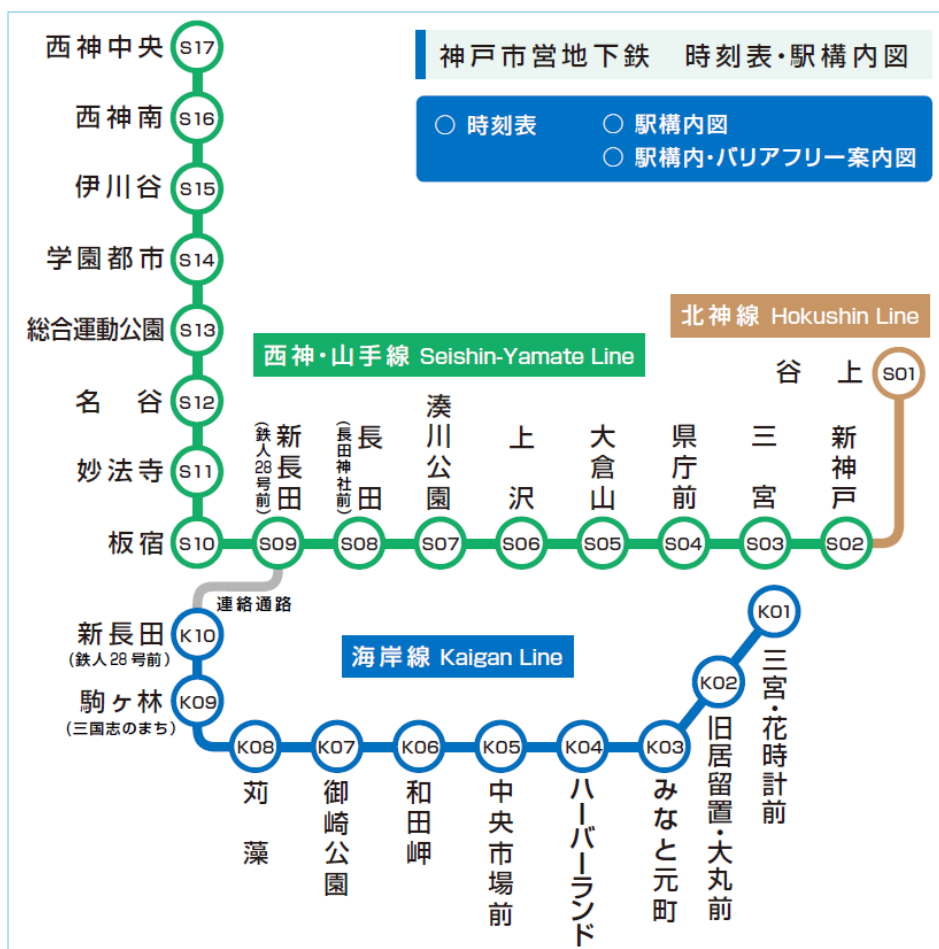 神戸市営地下鉄 時刻表・駅構内図
○ 時刻表
○ 駅構内図
○ 駅構内・バリアフリー案内図
西神中央 S17
西神南 S16
伊川谷 S15
学園都市 S14
総合運動公園 S13
名谷 S12
妙法寺 S11
板宿 S10
西神・山手線 Seishin-Yamate Line
新長田
(鉄人28号前)
S09
長田
(長田神社前)
S08
湊川公園
S07
上沢
S06
大倉山
S05
県庁前
S04
三宮
S03
新神戸
S02
北神線 Hokushin Line
谷上 S01
連絡通路
海岸線 Kaigan Line
新長田 K10
(鉄人28号前)
駒ヶ林 K09
(三国志のまち)
K08
苅藻
K07
御崎公園
K06
和田岬
K05
中央市場前
K04
ハーバーランド
K03
みなと元町
K02
旧居留置・大丸前
K01
三宮・花時計前